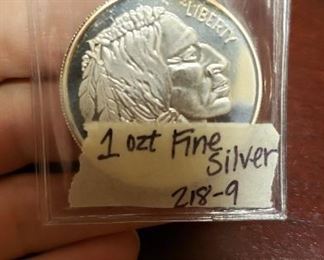 LIBERTY
1 ozt Fine
Silver
218-9